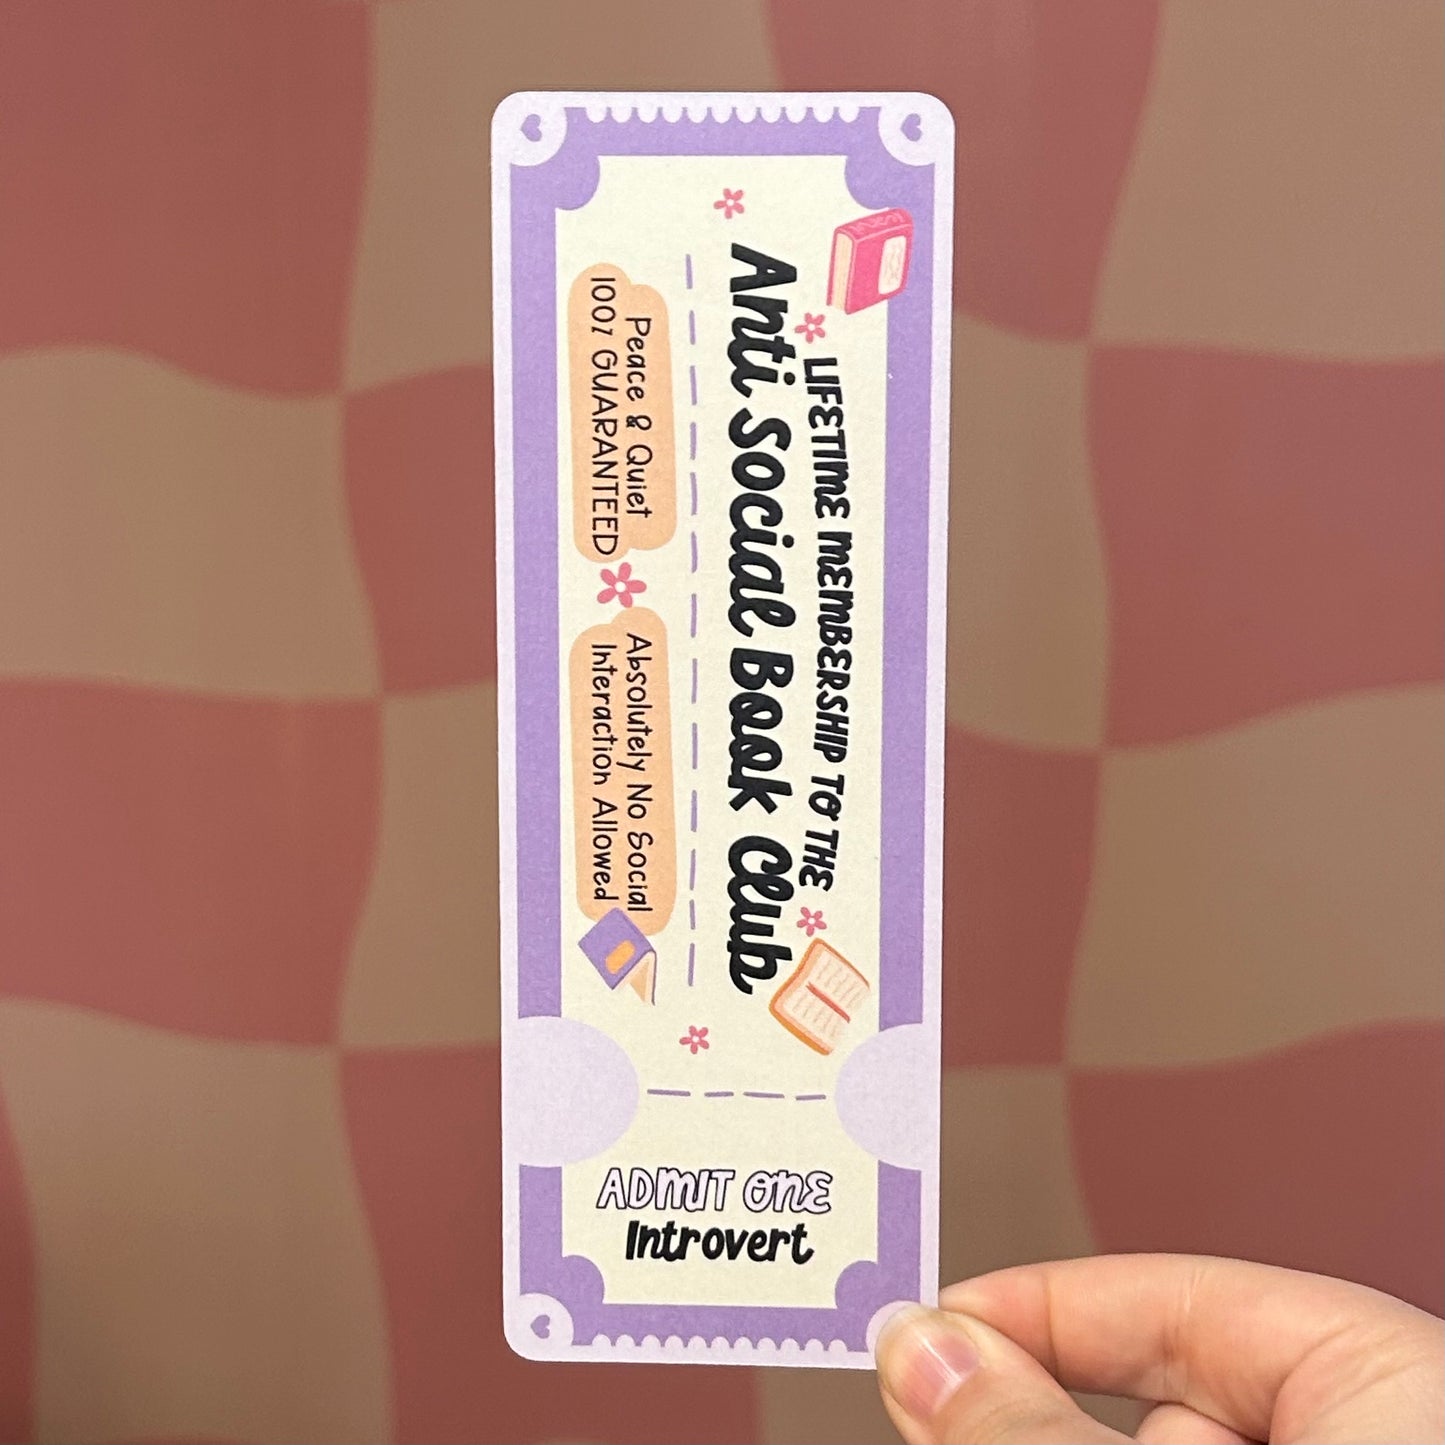 LIFETIME MEMBERSHIP TO THE
Anti Social Book Club
Peace & Quiet
100% GUARANTEED
Absolutely No Social
Interaction Allowed
ADMIT ONE
Introvert